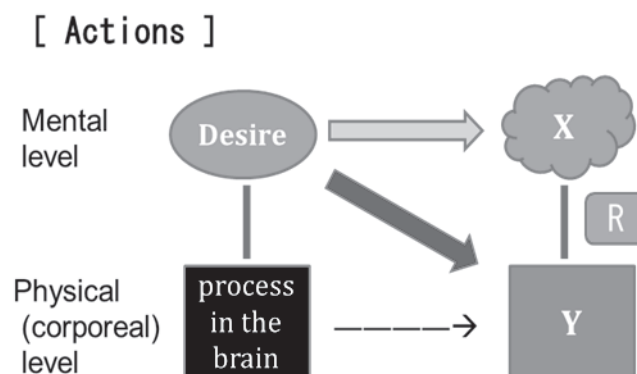 [ Actions ]
Mental
level
Desire
X
R
Physical
(corporeal)
level
process
in the
brain
Y